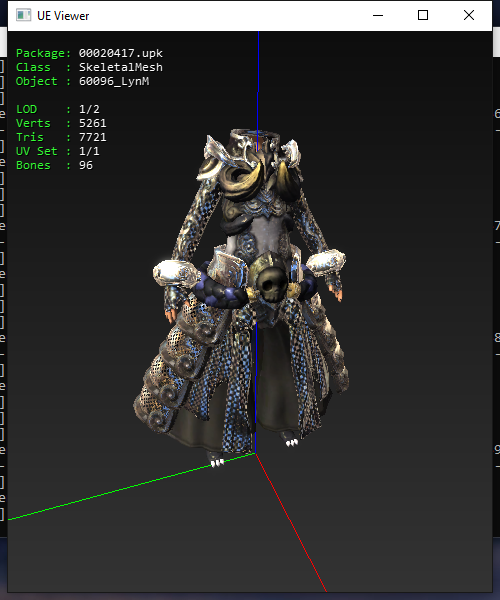 UE Viewer
Package: 00020417.upk
Class : SkeletalMesh
Object : 60096_LynM
LOD : 1/2
Verts : 5261
Tris : 7721
UV Set : 1/1
Bones : 96